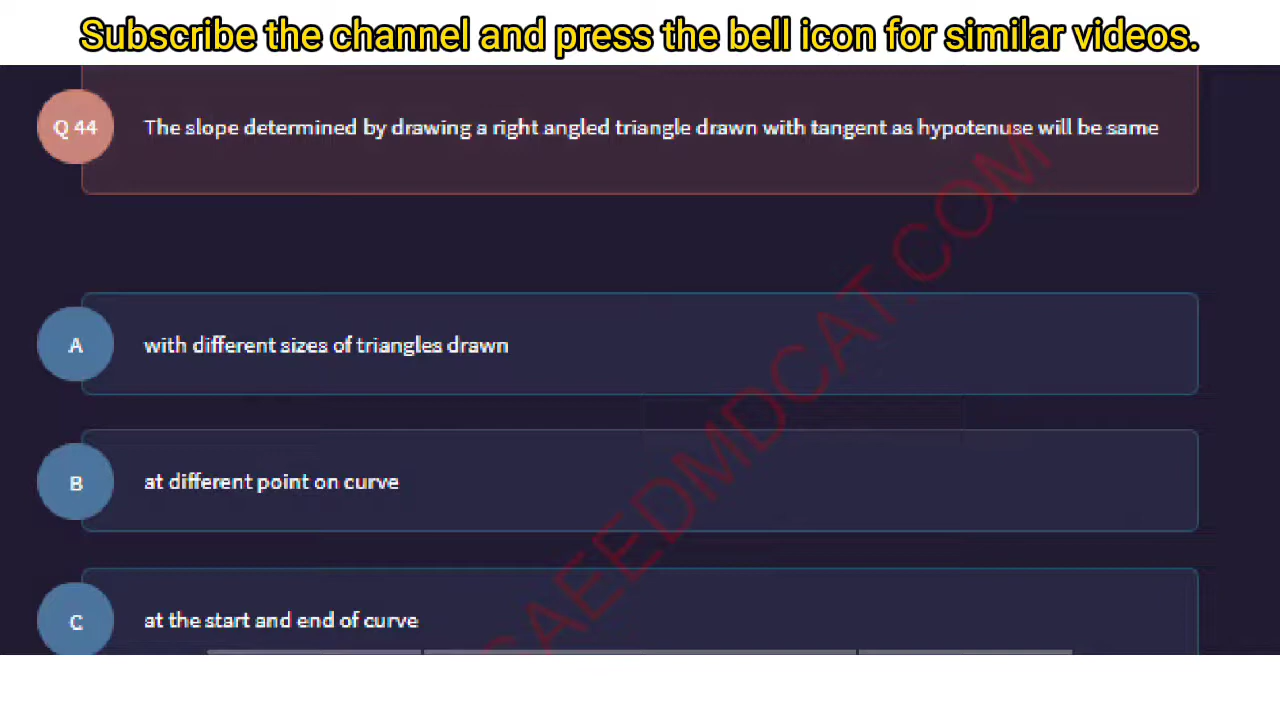 Subscribe the channel and press the bell icon for similar videos.
Q 44
The slope determined by drawing a right angled triangle drawn with tangent as hypotenuse will be same
A
with different sizes of triangles drawn
B
at different point on curve
C
at the start and end of curve
SAEEDMDCAT.COM